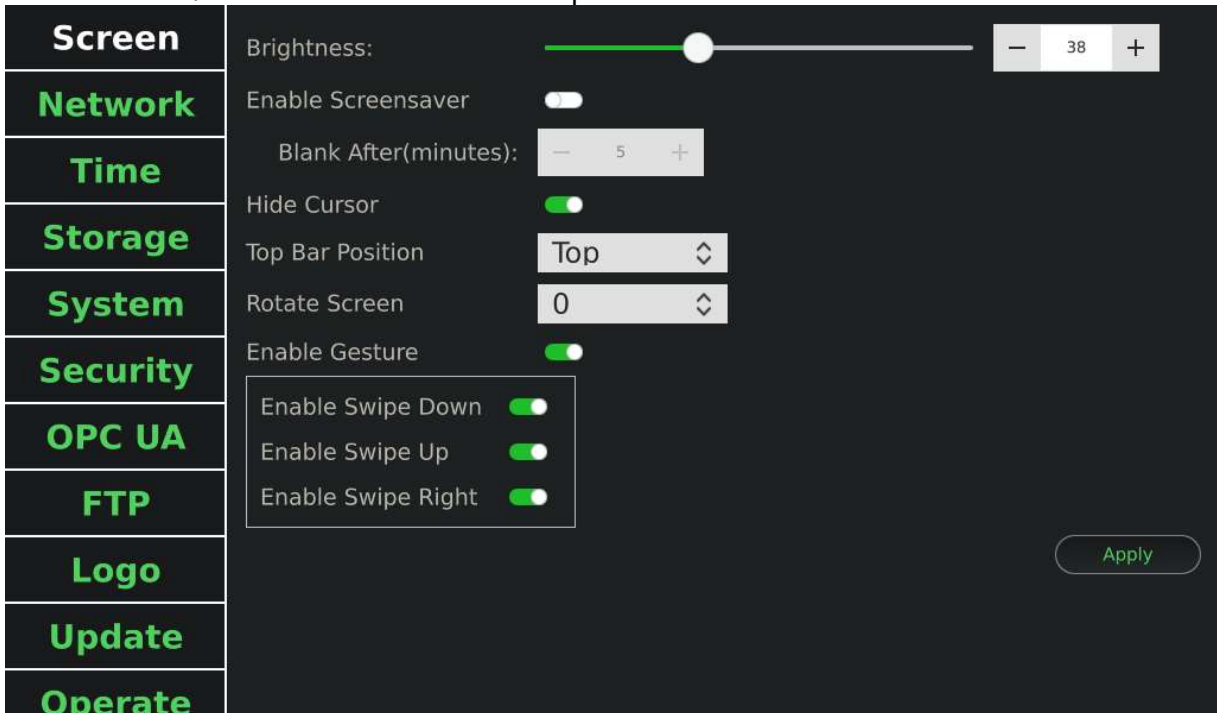 Screen
Network
Time
Storage
System
Security
OPC UA
FTP
Logo
Update
Operate
Brightness: − 38 +
Enable Screensaver
Blank After(minutes): − 5 +
Hide Cursor
Top Bar Position Top
Rotate Screen 0
Enable Gesture
Enable Swipe Down
Enable Swipe Up
Enable Swipe Right
Apply